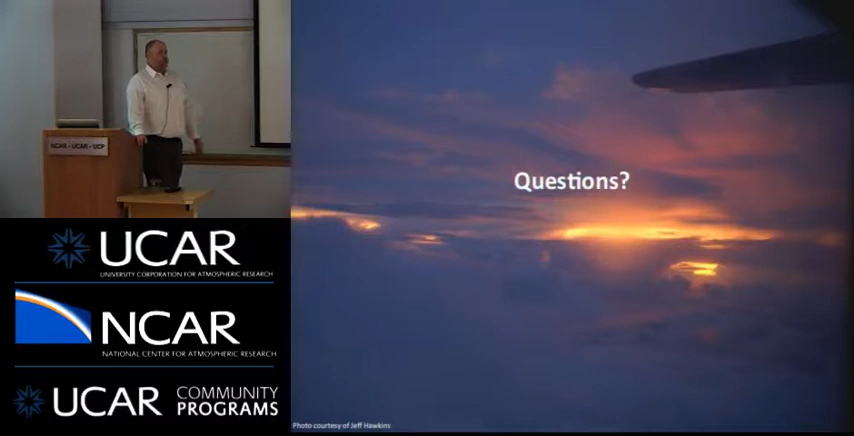 NCAR - UCAR - UCP
UCAR
UNIVERSITY CORPORATION FOR ATMOSPHERIC RESEARCH
NCAR
NATIONAL CENTER FOR ATMOSPHERIC RESEARCH
UCAR COMMUNITY
PROGRAMS
Questions?
Photo courtesy of Jeff Hawkins